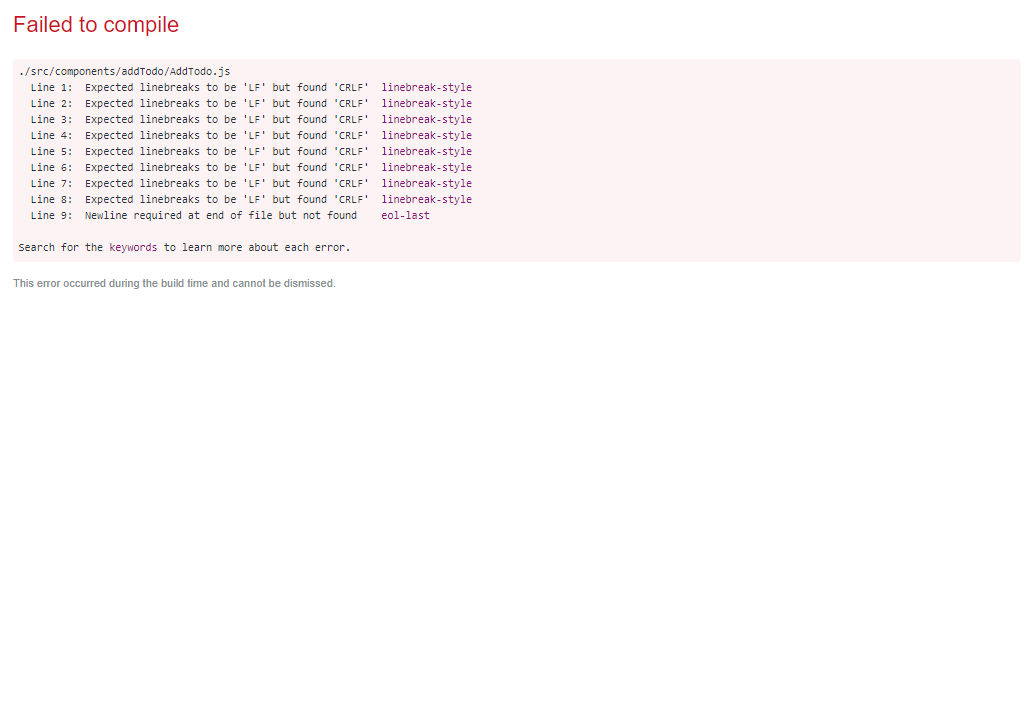 Failed to compile
./src/components/addTodo/AddTodo.js
Line 1:  Expected linebreaks to be 'LF' but found 'CRLF'  linebreak-style
Line 2:  Expected linebreaks to be 'LF' but found 'CRLF'  linebreak-style
Line 3:  Expected linebreaks to be 'LF' but found 'CRLF'  linebreak-style
Line 4:  Expected linebreaks to be 'LF' but found 'CRLF'  linebreak-style
Line 5:  Expected linebreaks to be 'LF' but found 'CRLF'  linebreak-style
Line 6:  Expected linebreaks to be 'LF' but found 'CRLF'  linebreak-style
Line 7:  Expected linebreaks to be 'LF' but found 'CRLF'  linebreak-style
Line 8:  Expected linebreaks to be 'LF' but found 'CRLF'  linebreak-style
Line 9:  Newline required at end of file but not found    eol-last
Search for the keywords to learn more about each error.
This error occurred during the build time and cannot be dismissed.